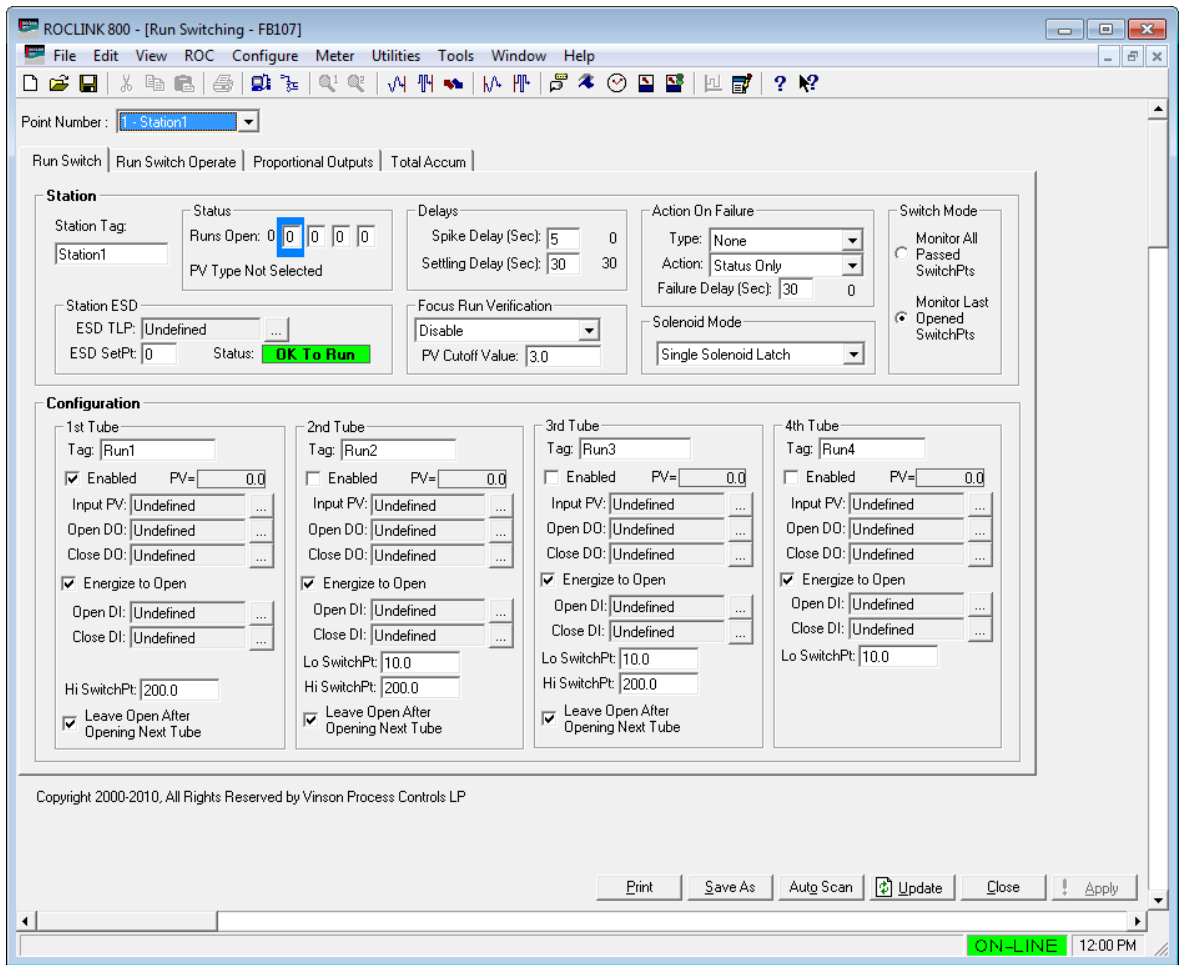 ROCLINK 800 - [Run Switching - FB107]
File Edit View ROC Configure Meter Utilities Tools Window Help
Point Number : 1 - Station1
Run Switch Run Switch Operate Proportional Outputs Total Accum
Station
Station Tag:
Station1
Status
Runs Open: 0 0 0 0 0
PV Type Not Selected
Delays
Spike Delay (Sec): 5 0
Settling Delay (Sec): 30 30
Action On Failure
Type: None
Action: Status Only
Failure Delay (Sec): 30 0
Switch Mode
Monitor All
Passed
SwitchPts
Monitor Last
Opened
SwitchPts
Station ESD
ESD TLP: Undefined ...
ESD SetPt: 0 Status: OK To Run
Focus Run Verification
Disable
PV Cutoff Value: 3.0
Solenoid Mode
Single Solenoid Latch
Configuration
1st Tube
Tag: Run1
Enabled PV= 0.0
Input PV: Undefined ...
Open DO: Undefined ...
Close DO: Undefined ...
Energize to Open
Open DI: Undefined ...
Close DI: Undefined ...
Hi SwitchPt: 200.0
Leave Open After
Opening Next Tube
2nd Tube
Tag: Run2
Enabled PV= 0.0
Input PV: Undefined ...
Open DO: Undefined ...
Close DO: Undefined ...
Energize to Open
Open DI: Undefined ...
Close DI: Undefined ...
Lo SwitchPt: 10.0
Hi SwitchPt: 200.0
Leave Open After
Opening Next Tube
3rd Tube
Tag: Run3
Enabled PV= 0.0
Input PV: Undefined ...
Open DO: Undefined ...
Close DO: Undefined ...
Energize to Open
Open DI: Undefined ...
Close DI: Undefined ...
Lo SwitchPt: 10.0
Hi SwitchPt: 200.0
Leave Open After
Opening Next Tube
4th Tube
Tag: Run4
Enabled PV= 0.0
Input PV: Undefined ...
Open DO: Undefined ...
Close DO: Undefined ...
Energize to Open
Open DI: Undefined ...
Close DI: Undefined ...
Lo SwitchPt: 10.0
Copyright 2000-2010, All Rights Reserved by Vinson Process Controls LP
Print Save As Auto Scan Update Close ! Apply
ON-LINE 12:00 PM